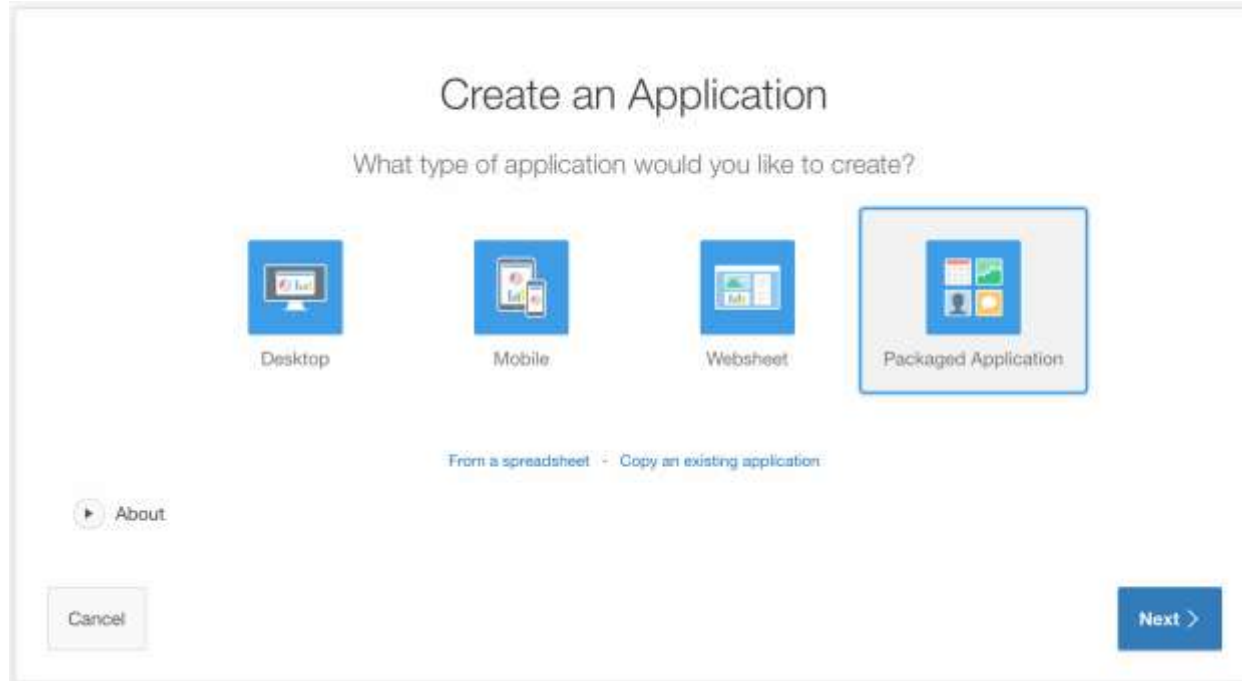 Create an Application
What type of application would you like to create?
Desktop Mobile Websheet Packaged Application
From a spreadsheet - Copy an existing application
About
Cancel Next